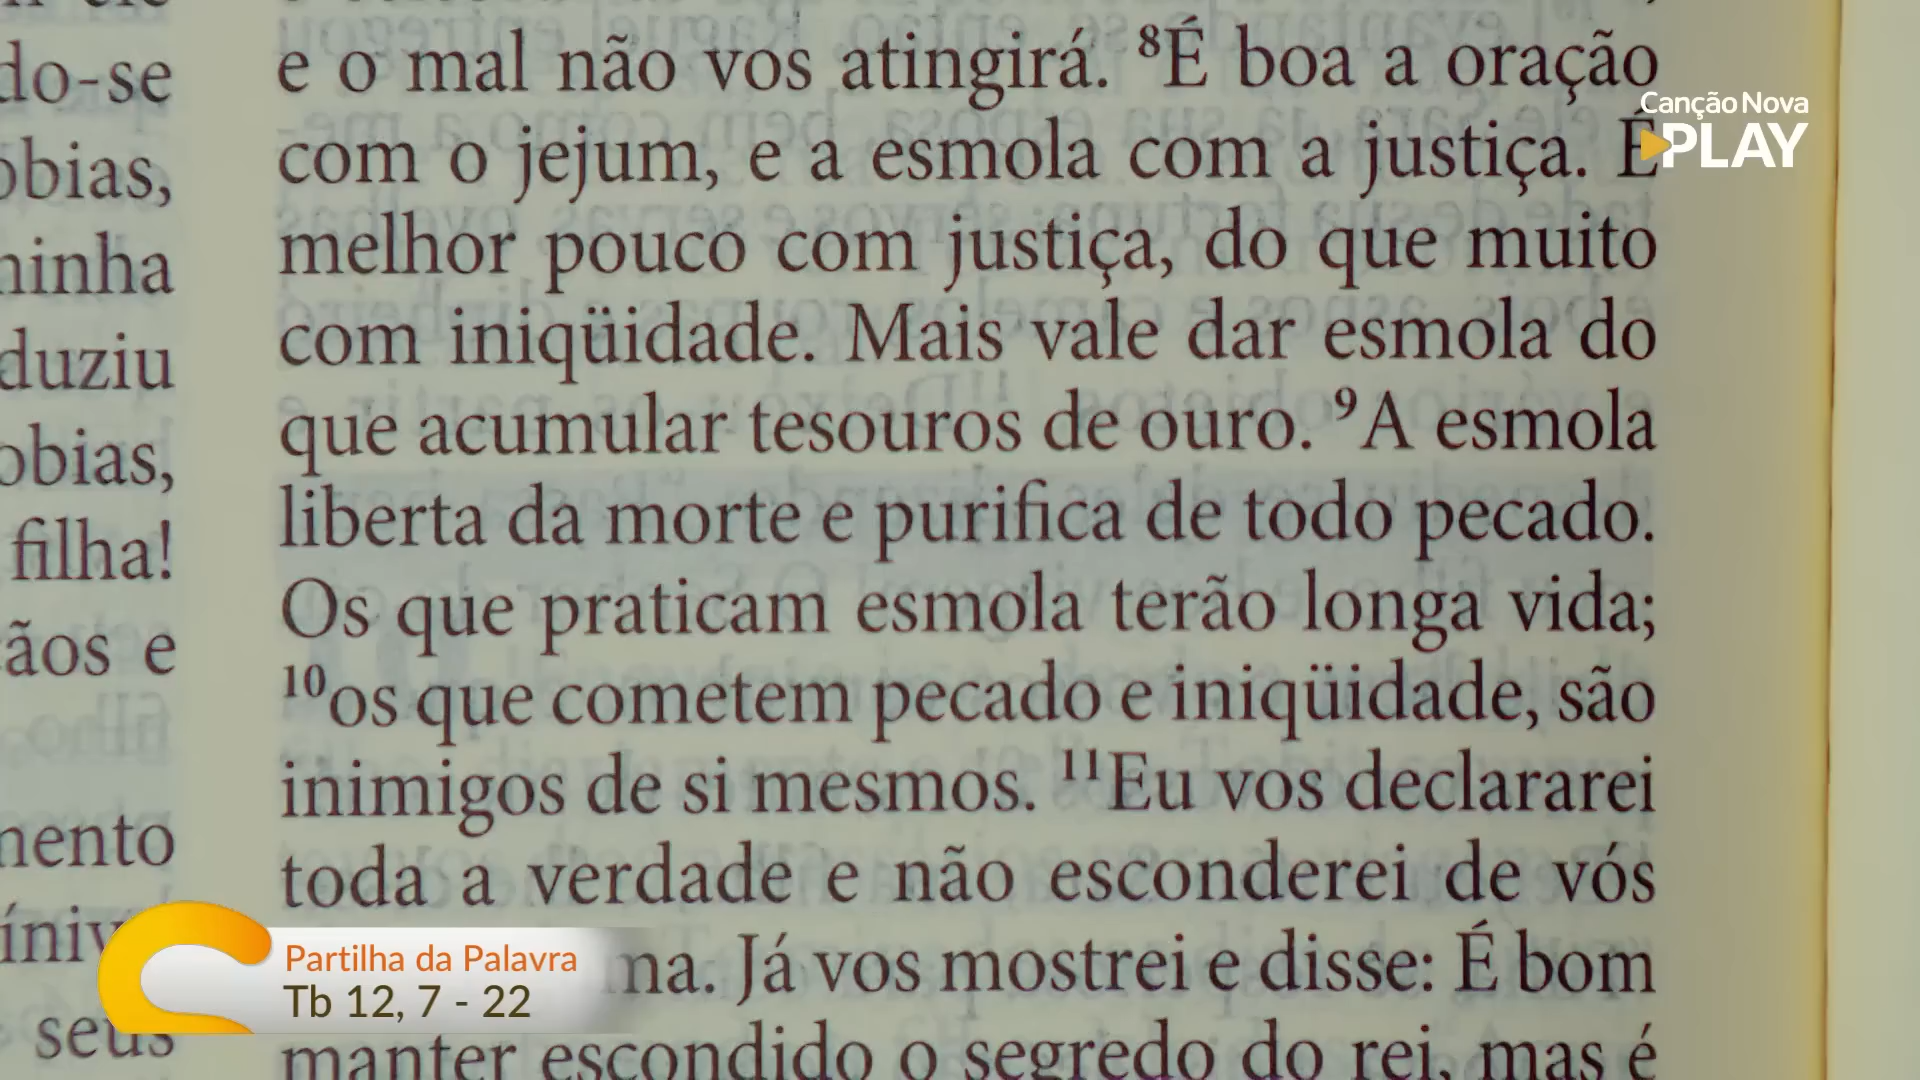 do-se
obias,
minha
duziu
obias,
filha!
ãos e
mento
seus
e o mal não vos atingirá. ⁸É boa a oração
com o jejum, e a esmola com a justiça. É
melhor pouco com justiça, do que muito
com iniqüidade. Mais vale dar esmola do
que acumular tesouros de ouro. ⁹A esmola
liberta da morte e purifica de todo pecado.
Os que praticam esmola terão longa vida;
¹⁰os que cometem pecado e iniqüidade, são
inimigos de si mesmos. ¹¹Eu vos declararei
toda a verdade e não esconderei de vós
na. Já vos mostrei e disse: É bom
manter escondido o segredo do rei, mas é
Canção Nova
PLAY
Partilha da Palavra
Tb 12, 7 - 22